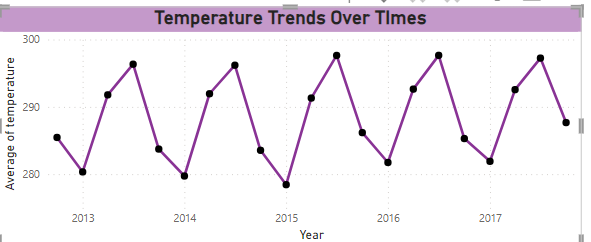 Temperature Trends Over TImes
Average of temperature
300
290
280
2013 2014 2015 2016 2017
Year